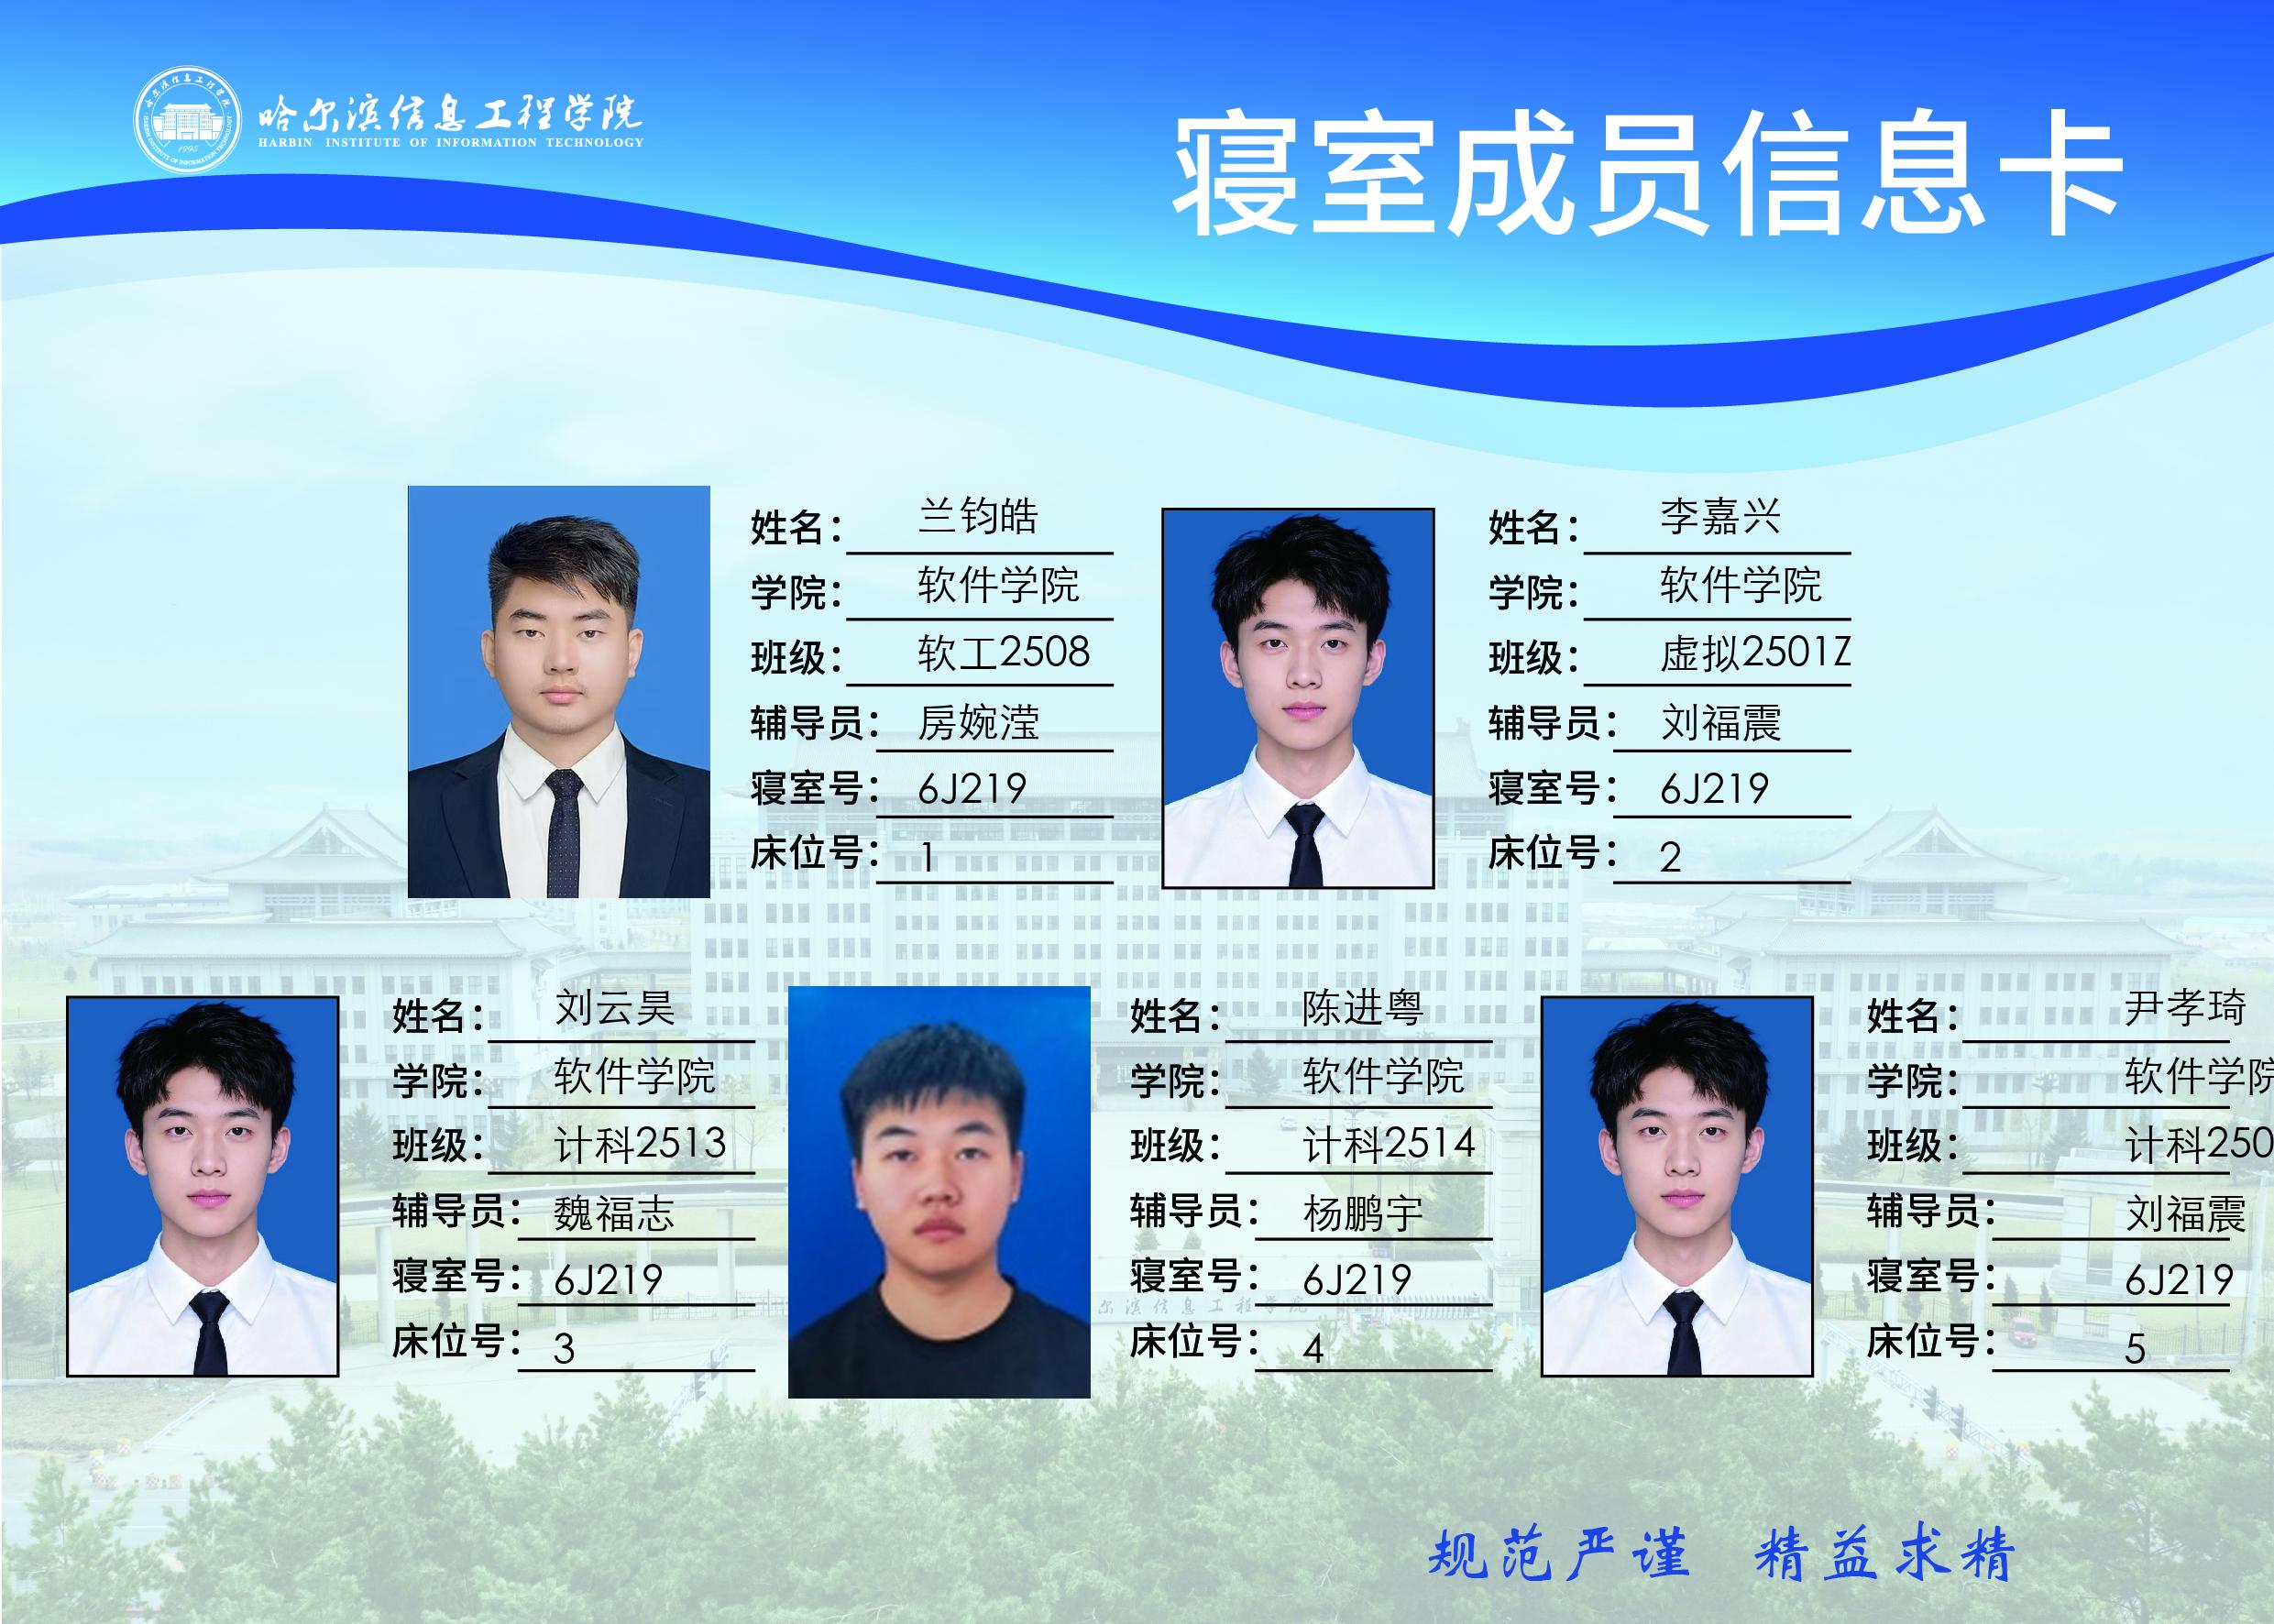 哈尔滨信息工程学院
HARBIN INSTITUTE OF INFORMATION TECHNOLOGY
1995
寝室成员信息卡
姓名： 兰钧皓
学院： 软件学院
班级： 软工2508
辅导员： 房婉滢
寝室号： 6J219
床位号： 1
姓名： 李嘉兴
学院： 软件学院
班级： 虚拟2501Z
辅导员： 刘福震
寝室号： 6J219
床位号： 2
姓名： 刘云昊
学院： 软件学院
班级： 计科2513
辅导员： 魏福志
寝室号： 6J219
床位号： 3
姓名： 陈进粤
学院： 软件学院
班级： 计科2514
辅导员： 杨鹏宇
寝室号： 6J219
床位号： 4
姓名： 尹孝琦
学院： 软件学院
班级： 计科250
辅导员： 刘福震
寝室号： 6J219
床位号： 5
尔滨信息工程学院
规范严谨 精益求精